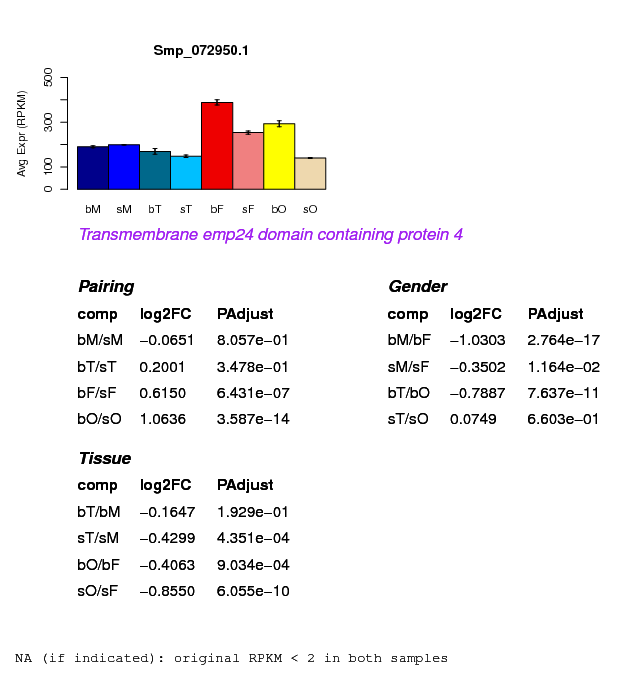 Smp_072950.1
Avg Expr (RPKM)
500
300
100
0
bM sM bT sT bF sF bO sO
Transmembrane emp24 domain containing protein 4
Pairing
comp log2FC PAdjust
bM/sM −0.0651 8.057e−01
bT/sT 0.2001 3.478e−01
bF/sF 0.6150 6.431e−07
bO/sO 1.0636 3.587e−14
Gender
comp log2FC PAdjust
bM/bF −1.0303 2.764e−17
sM/sF −0.3502 1.164e−02
bT/bO −0.7887 7.637e−11
sT/sO 0.0749 6.603e−01
Tissue
comp log2FC PAdjust
bT/bM −0.1647 1.929e−01
sT/sM −0.4299 4.351e−04
bO/bF −0.4063 9.034e−04
sO/sF −0.8550 6.055e−10
NA (if indicated): original RPKM < 2 in both samples